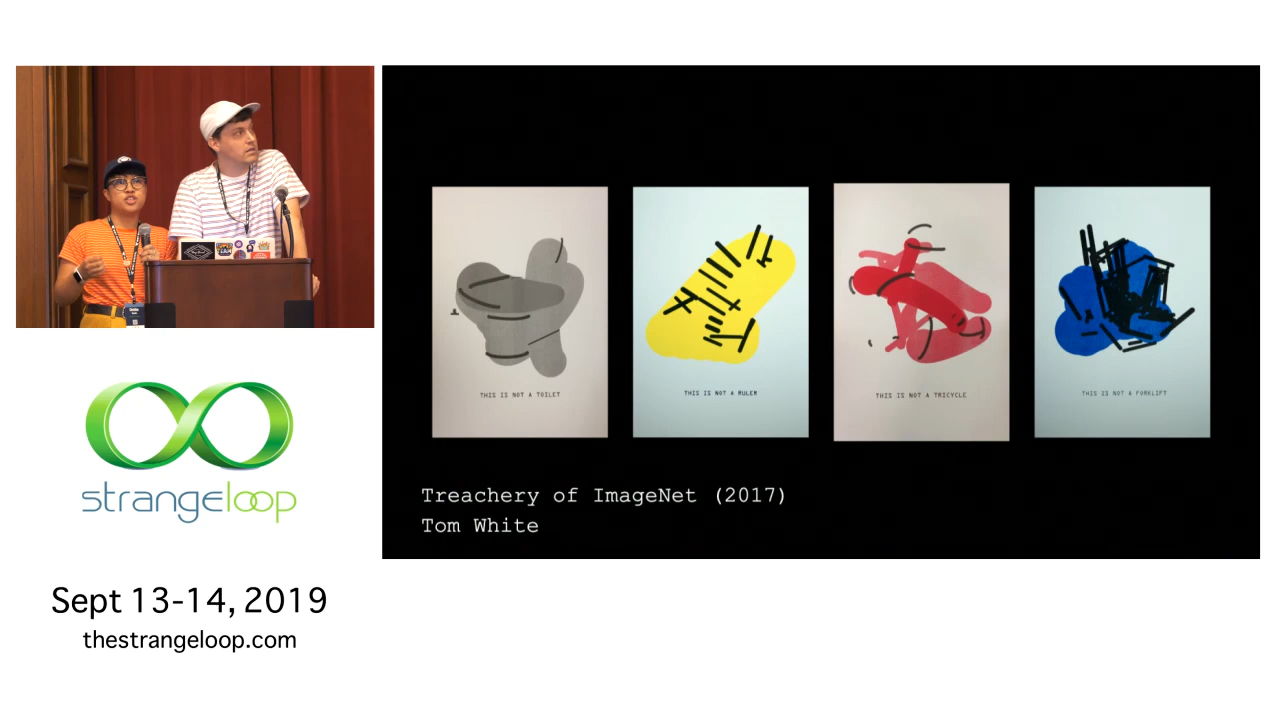 THIS IS NOT A TOILET
THIS IS NOT A RULER
THIS IS NOT A TRICYCLE
THIS IS NOT A FORKLIFT
Treachery of ImageNet (2017)
Tom White
strangeloop
Sept 13-14, 2019
thestrangeloop.com